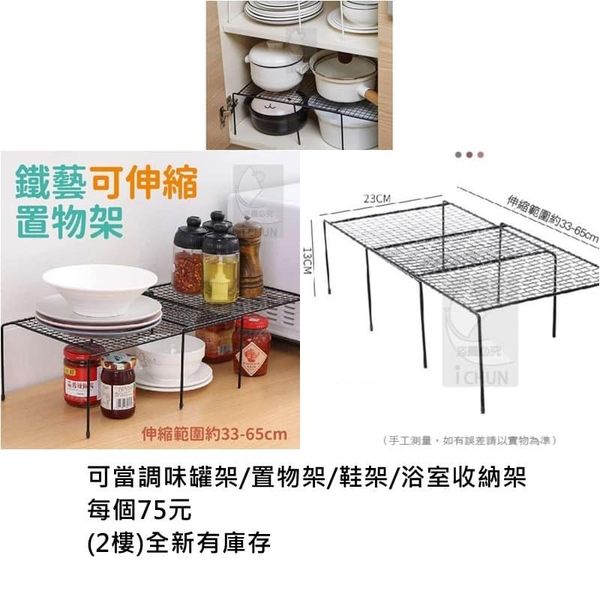 鐵藝可伸縮
置物架
伸縮範圍約33-65cm
23CM
伸縮範圍約33-65cm
13CM
iCHUN
(手工測量，如有誤差請以實物為準)
可當調味罐架/置物架/鞋架/浴室收納架
每個75元
(2樓)全新有庫存